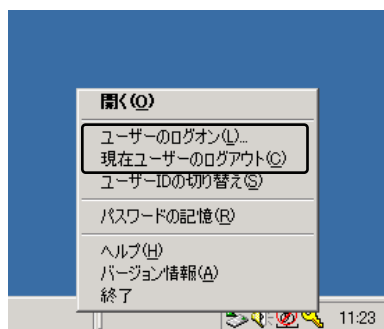 開く(O)
ユーザーのログオン(L)...
現在ユーザーのログアウト(C)
ユーザーIDの切り替え(S)
パスワードの記憶(R)
ヘルプ(H)
バージョン情報(A)
終了
11:23